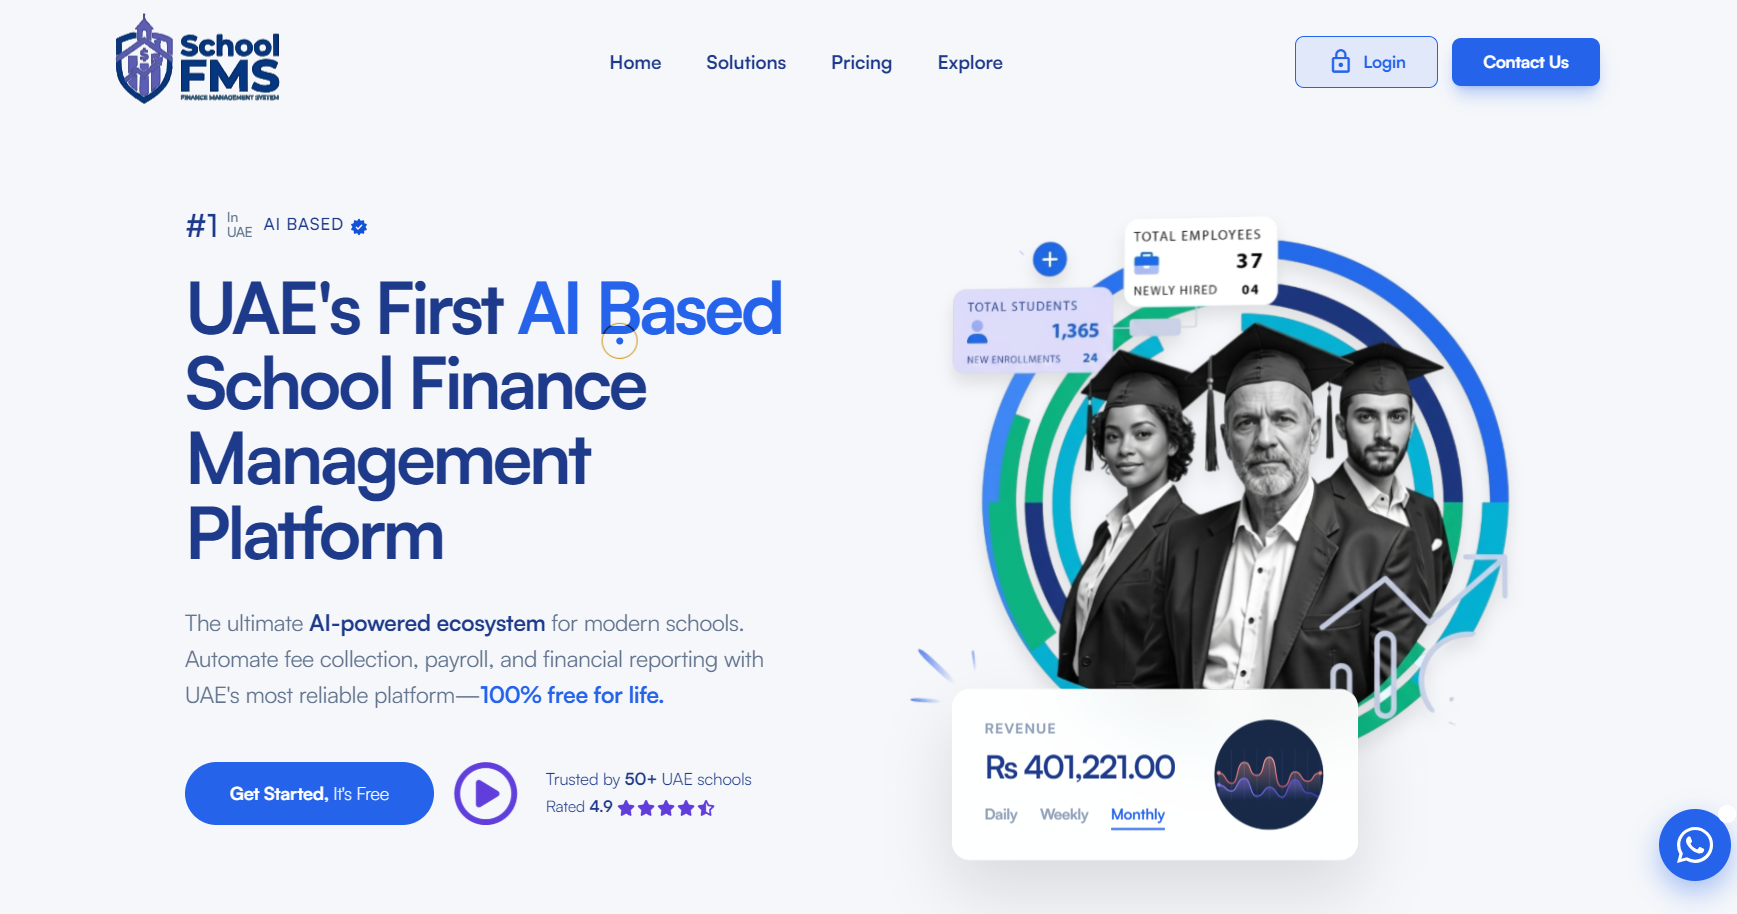 School
FMS
FINANCE MANAGEMENT SYSTEM
Home
Solutions
Pricing
Explore
Login
Contact Us
#1 In UAE AI BASED
UAE's First AI Based
School Finance
Management
Platform
The ultimate AI-powered ecosystem for modern schools.
Automate fee collection, payroll, and financial reporting with
UAE's most reliable platform—100% free for life.
Get Started, It's Free
Trusted by 50+ UAE schools
Rated 4.9
TOTAL EMPLOYEES
37
NEWLY HIRED 04
TOTAL STUDENTS
1,365
NEW ENROLLMENTS 24
REVENUE
₨ 401,221.00
Daily Weekly Monthly